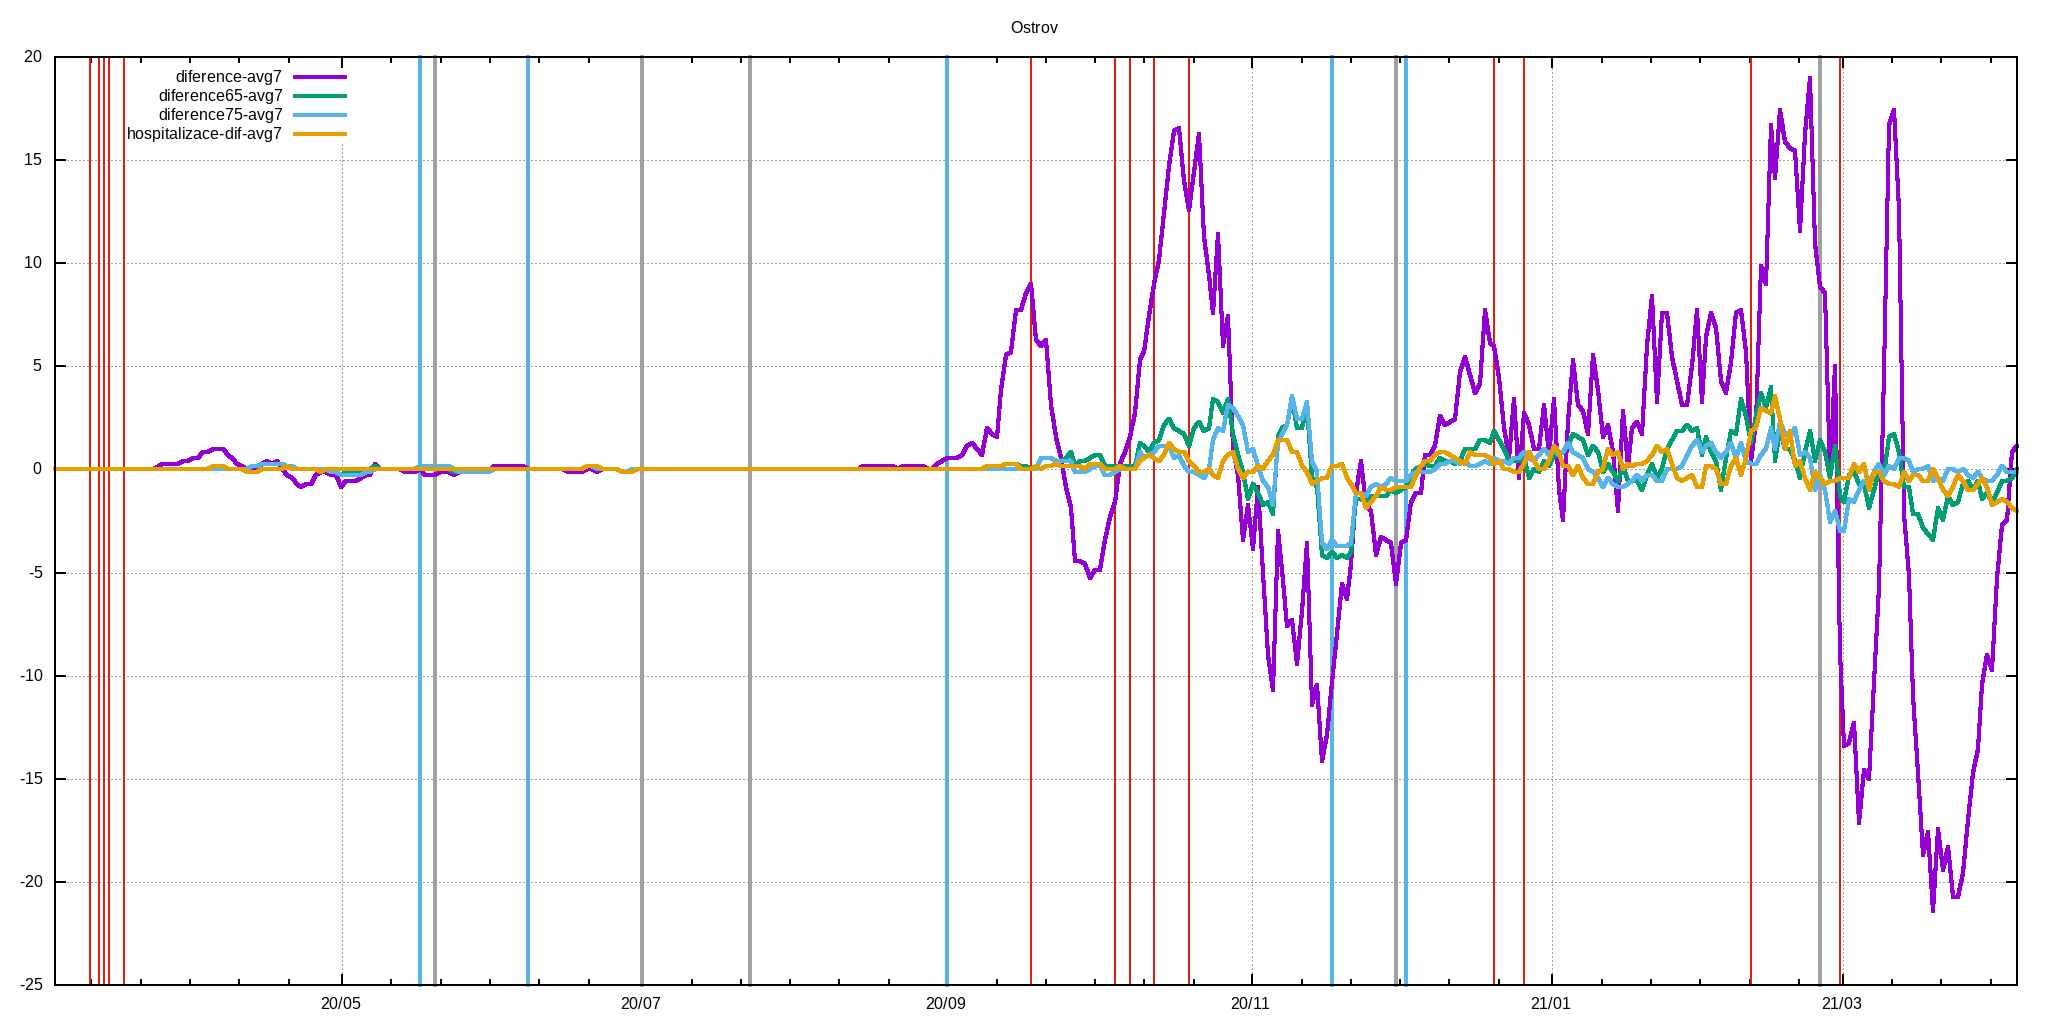 Ostrov
20
diference-avg7
diference65-avg7
diference75-avg7
hospitalizace-dif-avg7
15
10
5
0
-5
-10
-15
-20
-25
20/05 20/07 20/09 20/11 21/01 21/03